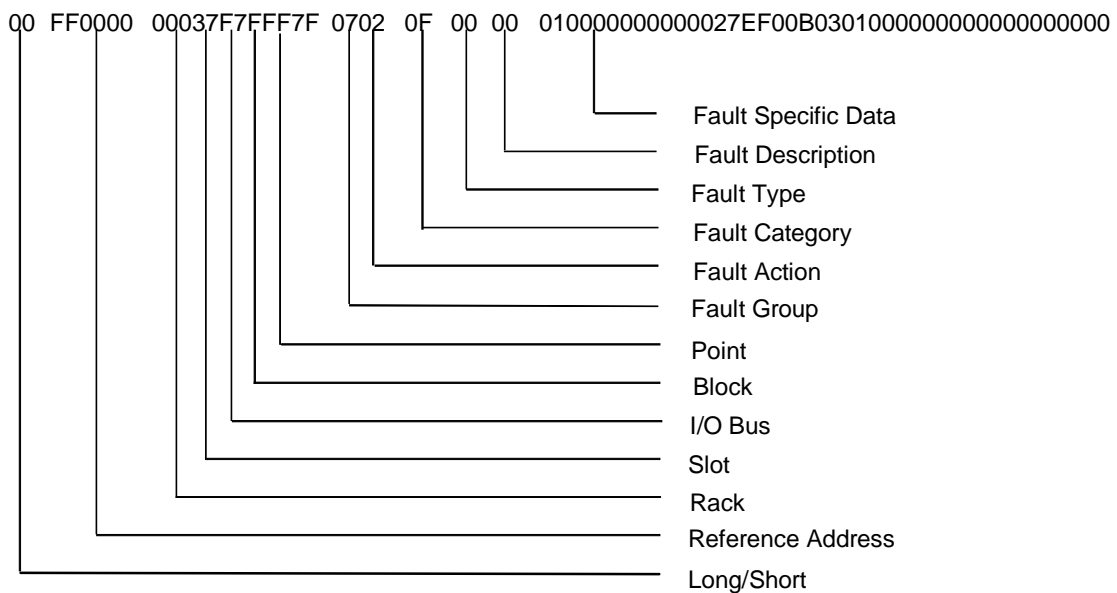 00 FF0000 00037F7FFF7F 0702 0F 00 00 01000000000000027EF00B0301000000000000000000
Fault Specific Data
Fault Description
Fault Type
Fault Category
Fault Action
Fault Group
Point
Block
I/O Bus
Slot
Rack
Reference Address
Long/Short